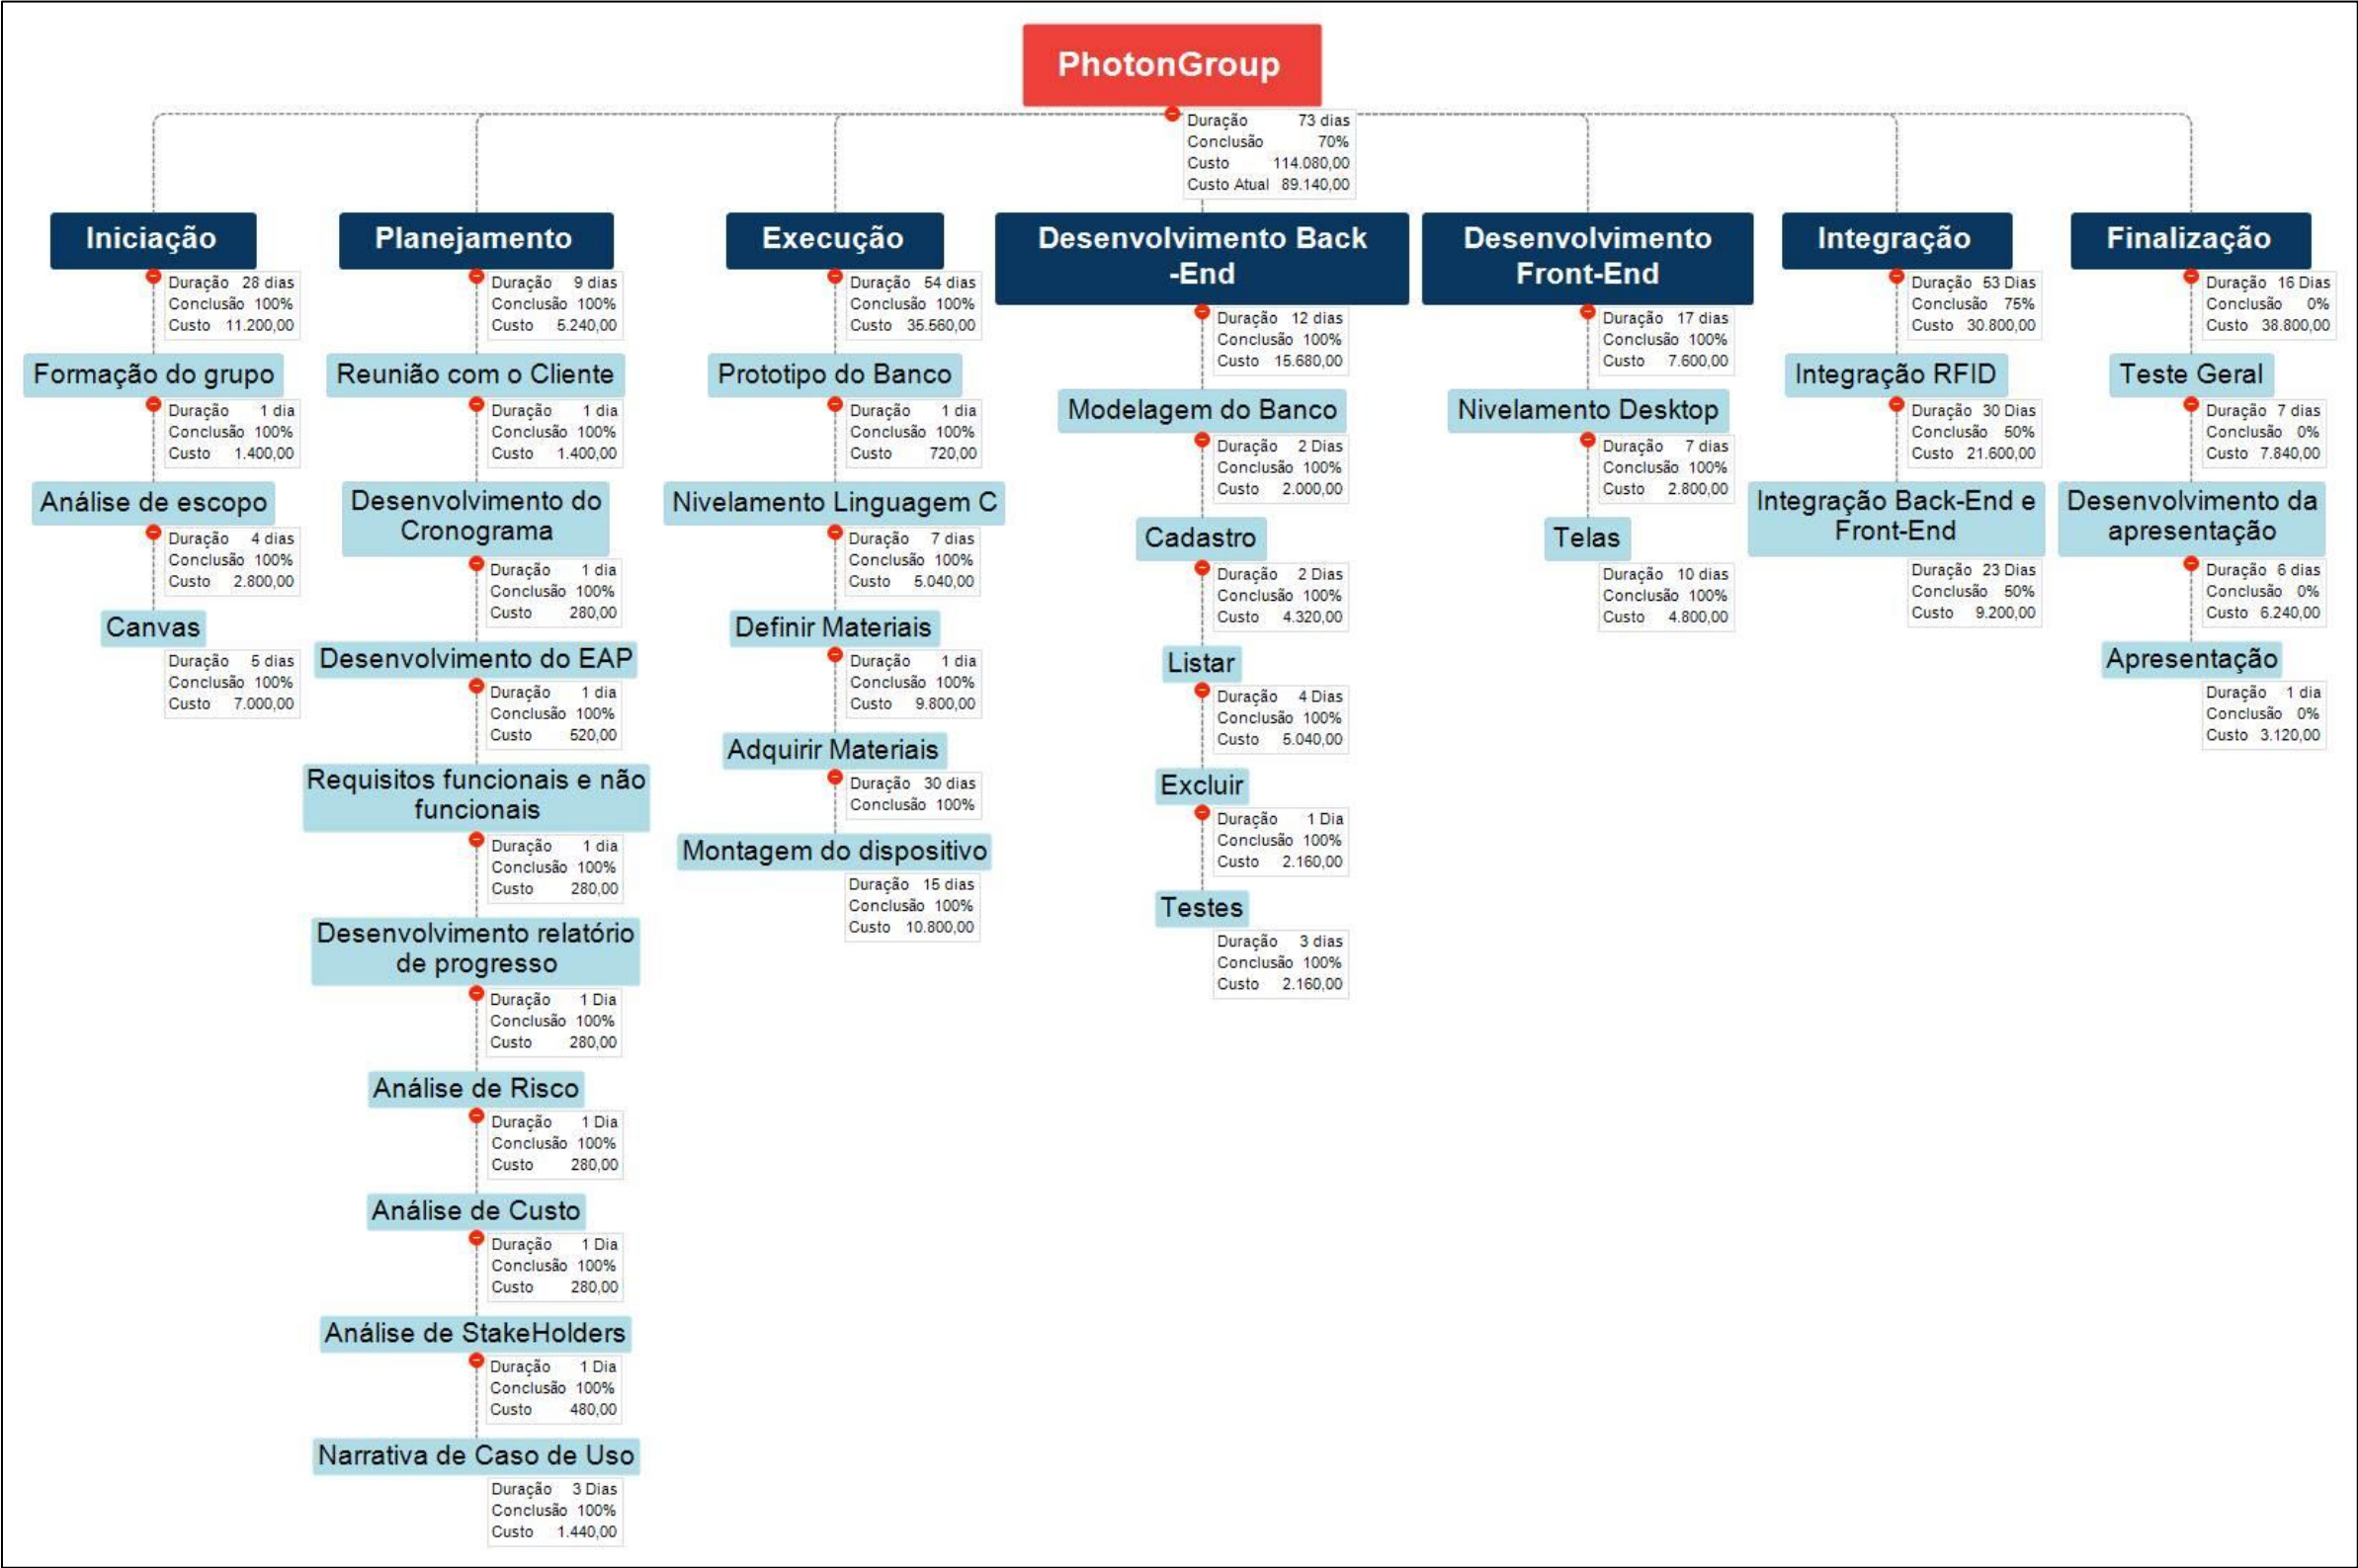 PhotonGroup
Duração 73 dias
Conclusão 70%
Custo 114.080,00
Custo Atual 89.140,00
Iniciação
Duração 28 dias
Conclusão 100%
Custo 11.200,00
Formação do grupo
Duração 1 dia
Conclusão 100%
Custo 1.400,00
Análise de escopo
Duração 4 dias
Conclusão 100%
Custo 2.800,00
Canvas
Duração 5 dias
Conclusão 100%
Custo 7.000,00
Planejamento
Duração 9 dias
Conclusão 100%
Custo 5.240,00
Reunião com o Cliente
Duração 1 dia
Conclusão 100%
Custo 1.400,00
Desenvolvimento do
Cronograma
Duração 1 dia
Conclusão 100%
Custo 280,00
Desenvolvimento do EAP
Duração 1 dia
Conclusão 100%
Custo 520,00
Requisitos funcionais e não
funcionais
Duração 1 dia
Conclusão 100%
Custo 280,00
Desenvolvimento relatório
de progresso
Duração 1 Dia
Conclusão 100%
Custo 280,00
Análise de Risco
Duração 1 Dia
Conclusão 100%
Custo 280,00
Análise de Custo
Duração 1 Dia
Conclusão 100%
Custo 280,00
Análise de StakeHolders
Duração 1 Dia
Conclusão 100%
Custo 480,00
Narrativa de Caso de Uso
Duração 3 Dias
Conclusão 100%
Custo 1.440,00
Execução
Duração 54 dias
Conclusão 100%
Custo 35.560,00
Prototipo do Banco
Duração 1 dia
Conclusão 100%
Custo 720,00
Nivelamento Linguagem C
Duração 7 dias
Conclusão 100%
Custo 5.040,00
Definir Materiais
Duração 1 dia
Conclusão 100%
Custo 9.800,00
Adquirir Materiais
Duração 30 dias
Conclusão 100%
Montagem do dispositivo
Duração 15 dias
Conclusão 100%
Custo 10.800,00
Desenvolvimento Back
-End
Duração 12 dias
Conclusão 100%
Custo 15.680,00
Modelagem do Banco
Duração 2 Dias
Conclusão 100%
Custo 2.000,00
Cadastro
Duração 2 Dias
Conclusão 100%
Custo 4.320,00
Listar
Duração 4 Dias
Conclusão 100%
Custo 5.040,00
Excluir
Duração 1 Dia
Conclusão 100%
Custo 2.160,00
Testes
Duração 3 dias
Conclusão 100%
Custo 2.160,00
Desenvolvimento
Front-End
Duração 17 dias
Conclusão 100%
Custo 7.600,00
Nivelamento Desktop
Duração 7 dias
Conclusão 100%
Custo 2.800,00
Telas
Duração 10 dias
Conclusão 100%
Custo 4.800,00
Integração
Duração 53 Dias
Conclusão 75%
Custo 30.800,00
Integração RFID
Duração 30 Dias
Conclusão 50%
Custo 21.600,00
Integração Back-End e
Front-End
Duração 23 Dias
Conclusão 50%
Custo 9.200,00
Finalização
Duração 16 Dias
Conclusão 0%
Custo 38.800,00
Teste Geral
Duração 7 dias
Conclusão 0%
Custo 7.840,00
Desenvolvimento da
apresentação
Duração 6 dias
Conclusão 0%
Custo 6.240,00
Apresentação
Duração 1 dia
Conclusão 0%
Custo 3.120,00